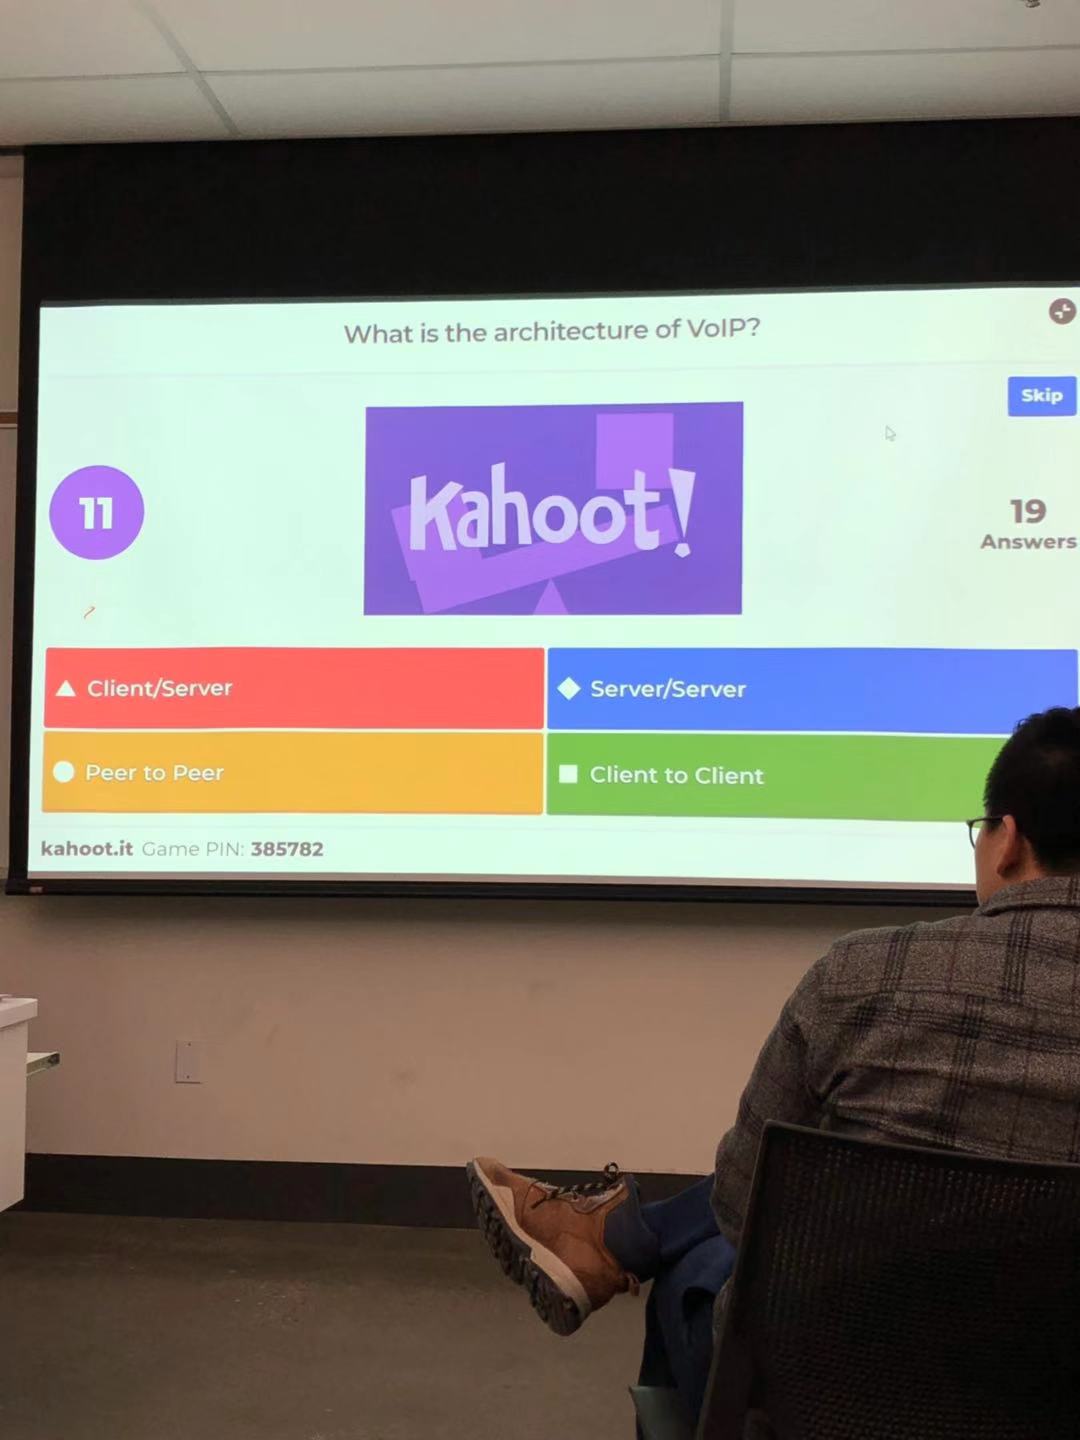 What is the architecture of VoIP?
Skip
Kahoot!
11
19
Answers
Client/Server
Server/Server
Peer to Peer
Client to Client
kahoot.it Game PIN: 385782